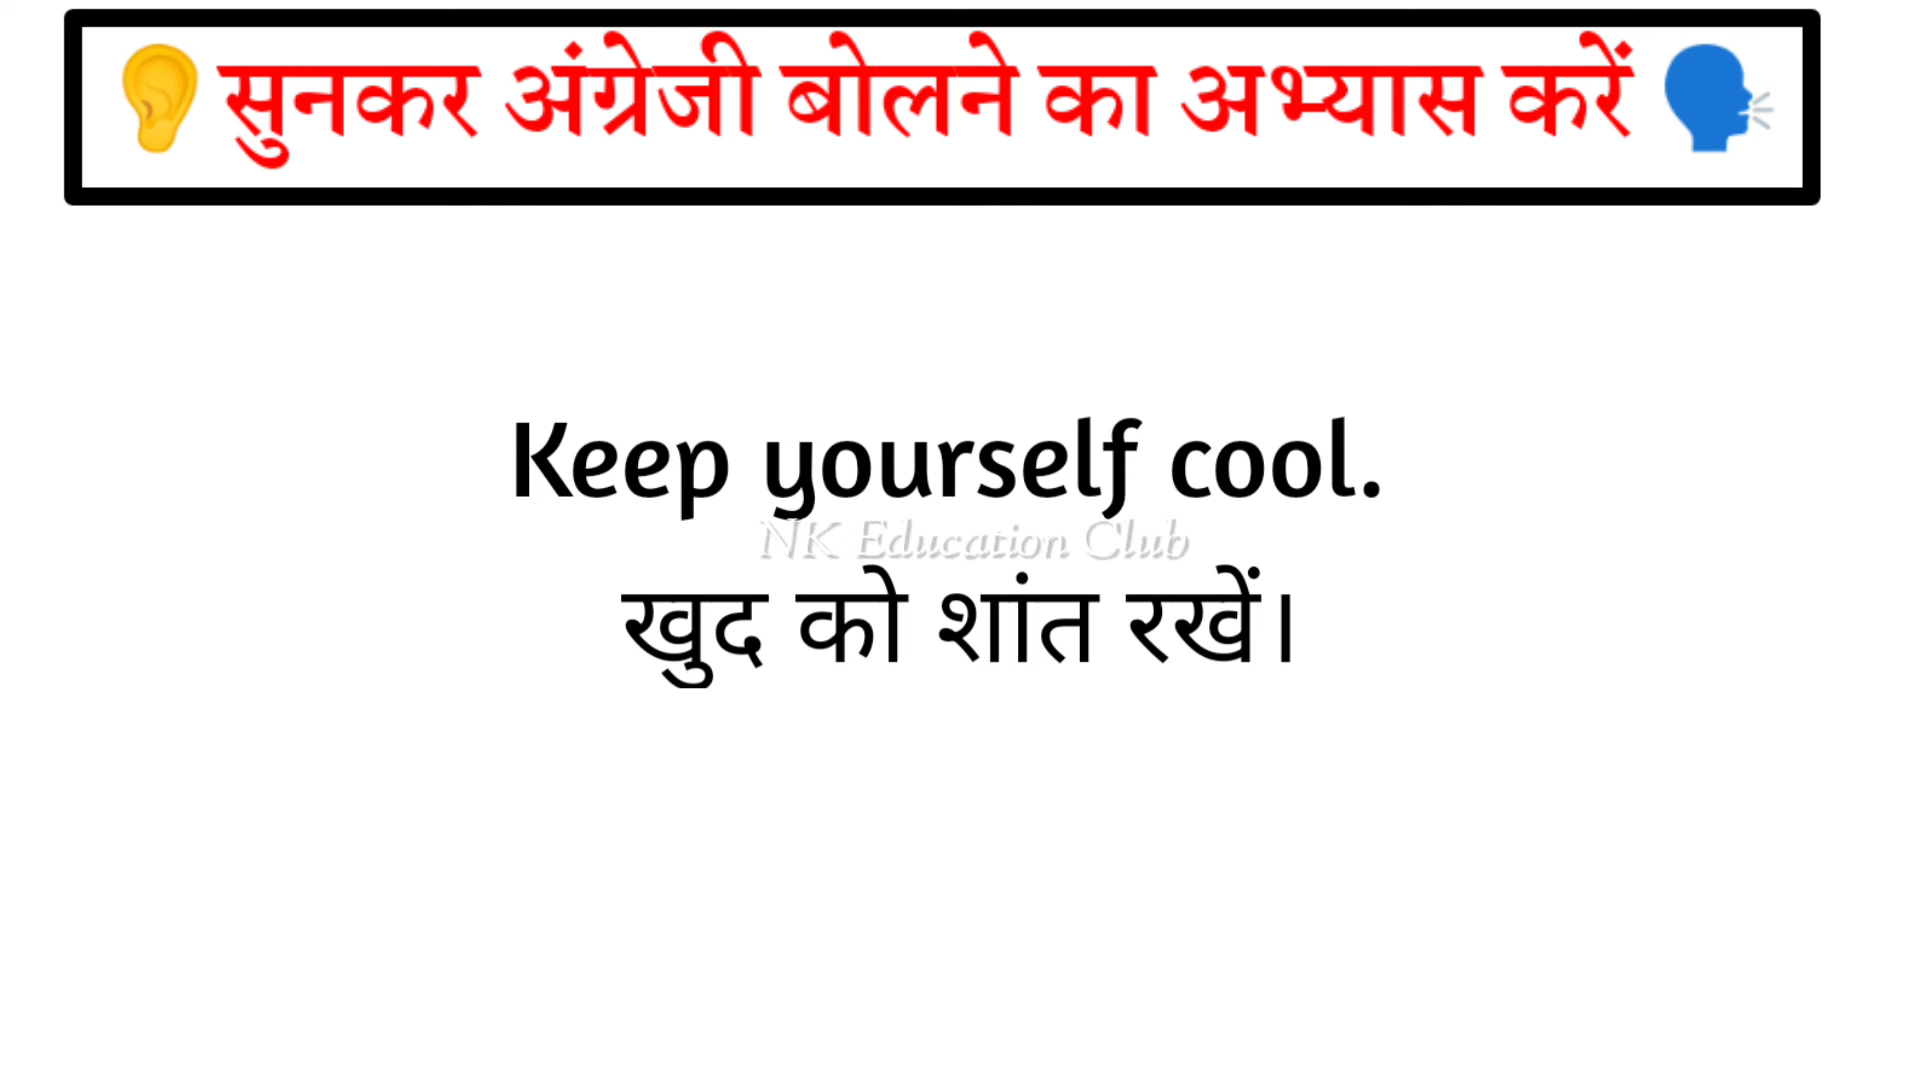 👂सुनकर अंग्रेजी बोलने का अभ्यास करें🗣️
Keep yourself cool.
NK Education Club
खुद को शांत रखें।